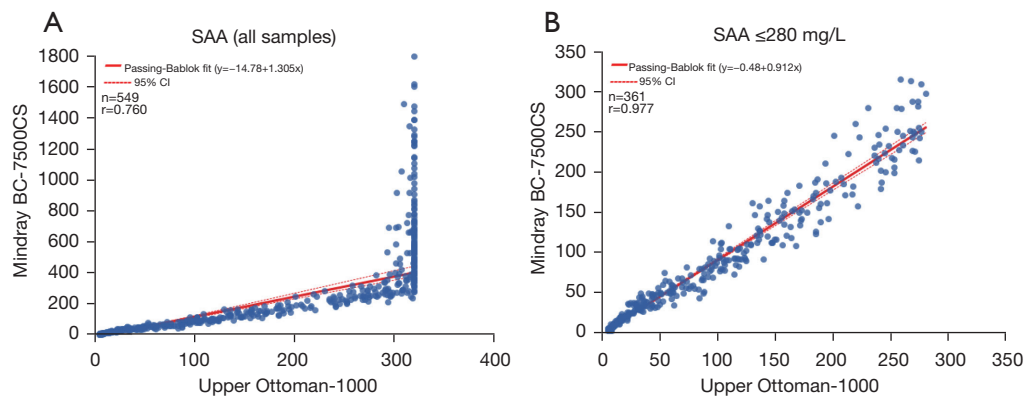 A
SAA (all samples)
Passing-Bablok fit (y=−14.78+1.305x)
95% CI
n=549
r=0.760
1800
1600
1400
1200
1000
800
600
400
200
0
Mindray BC-7500CS
0
100
200
300
400
Upper Ottoman-1000
B
SAA ≤280 mg/L
Passing-Bablok fit (y=−0.48+0.912x)
95% CI
n=361
r=0.977
350
300
250
200
150
100
50
0
Mindray BC-7500CS
0
50
100
150
200
250
300
350
Upper Ottoman-1000